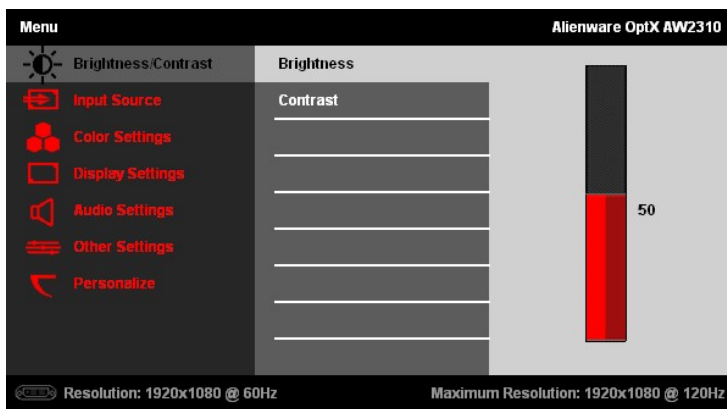 Menu
Alienware OptX AW2310
Brightness/Contrast
Input Source
Color Settings
Display Settings
Audio Settings
Other Settings
Personalize
Brightness
Contrast
50
Resolution: 1920x1080 @ 60Hz
Maximum Resolution: 1920x1080 @ 120Hz